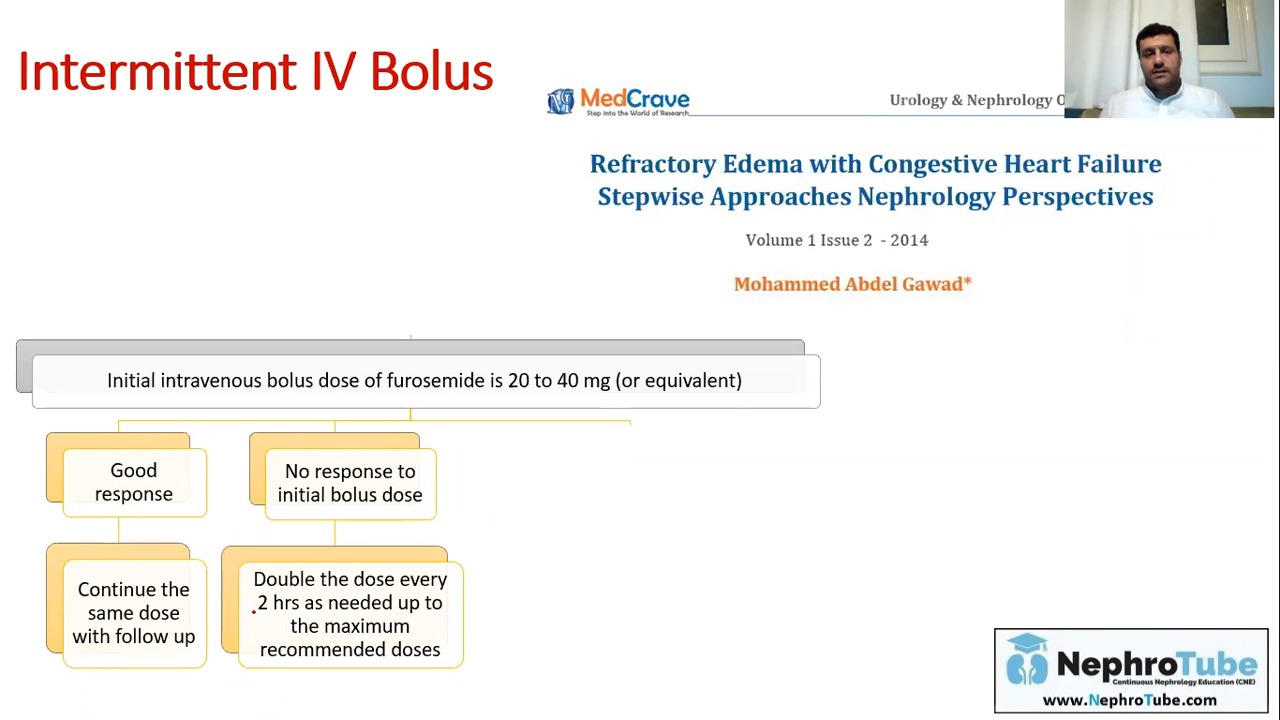 Intermittent IV Bolus
MedCrave
Step into the World of Research
Urology & Nephrology
Refractory Edema with Congestive Heart Failure
Stepwise Approaches Nephrology Perspectives
Volume 1 Issue 2 - 2014
Mohammed Abdel Gawad*
Initial intravenous bolus dose of furosemide is 20 to 40 mg (or equivalent)
Good
response
No response to
initial bolus dose
Continue the
same dose
with follow up
Double the dose every
2 hrs as needed up to
the maximum
recommended doses
NephroTube
Continuous Nephrology Education (CNE)
www.NephroTube.com